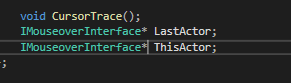 void CursorTrace();
IMouseoverInterface* LastActor;
IMouseoverInterface* ThisActor;
;